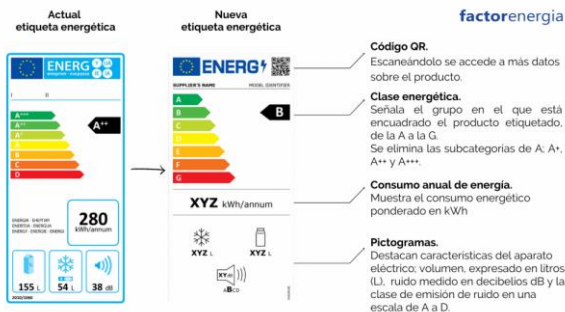 Actual
etiqueta energética
Nueva
etiqueta energética
factorenergia
ENERG
A+++
A++
A+
A
B
C
D
A++
280
kWh/annum
155 L
54 L
38 dB
ENERG
SUPPLIER'S NAME
MODEL IDENTIFIER
A
B
C
D
E
F
G
B
XYZ kWh/annum
XYZ L
XYZ L
XY dB
ABCD
Código QR.
Escaneándolo se accede a más datos
sobre el producto.
Clase energética.
Señala el grupo en el que está
encuadrado el producto etiquetado,
de la A a la G.
Se elimina las subcategorias de A; A+,
A++ y A+++.
Consumo anual de energía.
Muestra el consumo energético
ponderado en kWh
Pictogramas.
Destacan características del aparato
eléctrico; volumen, expresado en litros
(L), ruido medido en decibelios dB y la
clase de emisión de ruido en una
escala de A a D.